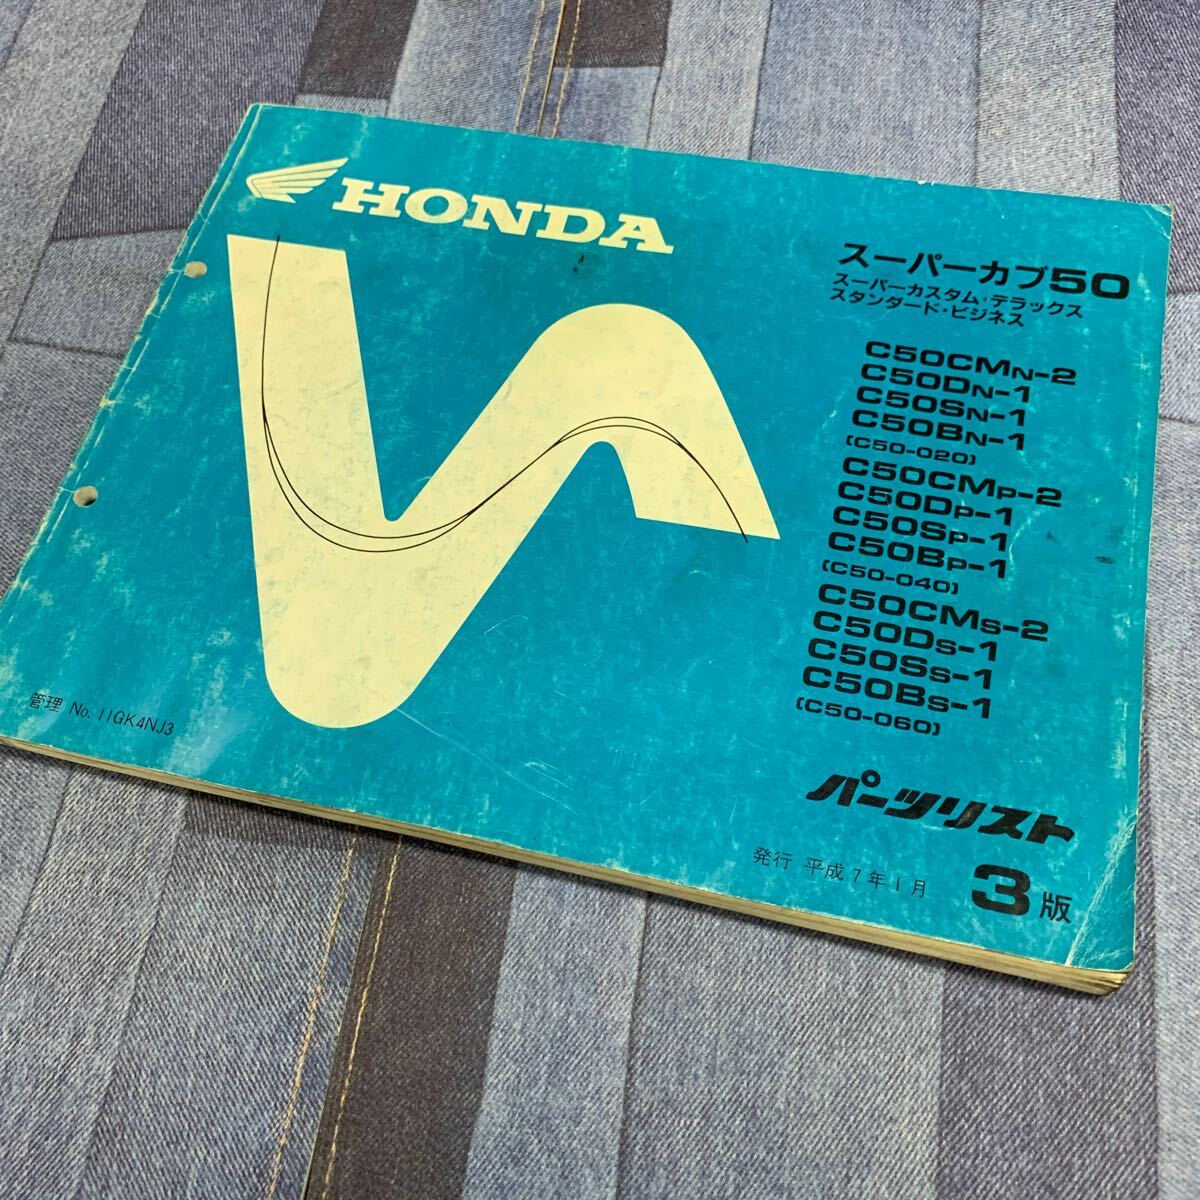 HONDA
スーパーカブ50
スーパーカスタム・デラックス
スタンダード・ビジネス
C50CMN-2
C50DN-1
C50SN-1
C50BN-1
(C50-020)
C50CMP-2
C50DP-1
C50SP-1
C50BP-1
(C50-040)
C50CMS-2
C50DS-1
C50SS-1
C50BS-1
(C50-060)
管理 No. 11GK4NJ3
パーツリスト
発行 平成7年1月
3版